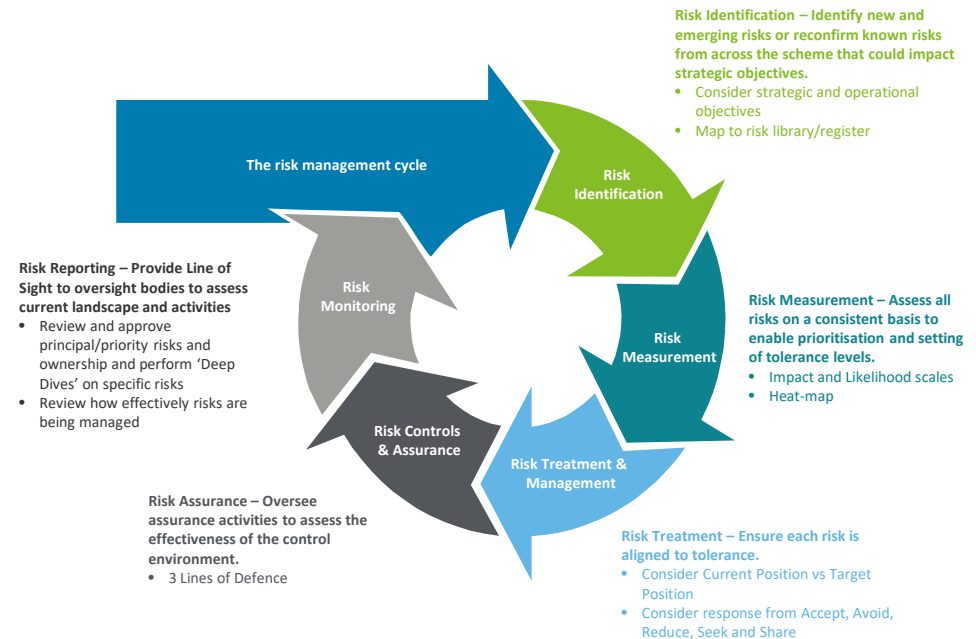 Risk Identification – Identify new and
emerging risks or reconfirm known risks
from across the scheme that could impact
strategic objectives.
• Consider strategic and operational
objectives
• Map to risk library/register
The risk management cycle
Risk
Identification
Risk
Measurement
Risk Measurement – Assess all
risks on a consistent basis to
enable prioritisation and setting
of tolerance levels.
• Impact and Likelihood scales
• Heat-map
Risk Treatment &
Management
Risk Treatment – Ensure each risk is
aligned to tolerance.
• Consider Current Position vs Target
Position
• Consider response from Accept, Avoid,
Reduce, Seek and Share
Risk Controls
& Assurance
Risk Assurance – Oversee
assurance activities to assess the
effectiveness of the control
environment.
• 3 Lines of Defence
Risk
Monitoring
Risk Reporting – Provide Line of
Sight to oversight bodies to assess
current landscape and activities
• Review and approve
principal/priority risks and
ownership and perform ‘Deep
Dives’ on specific risks
• Review how effectively risks are
being managed